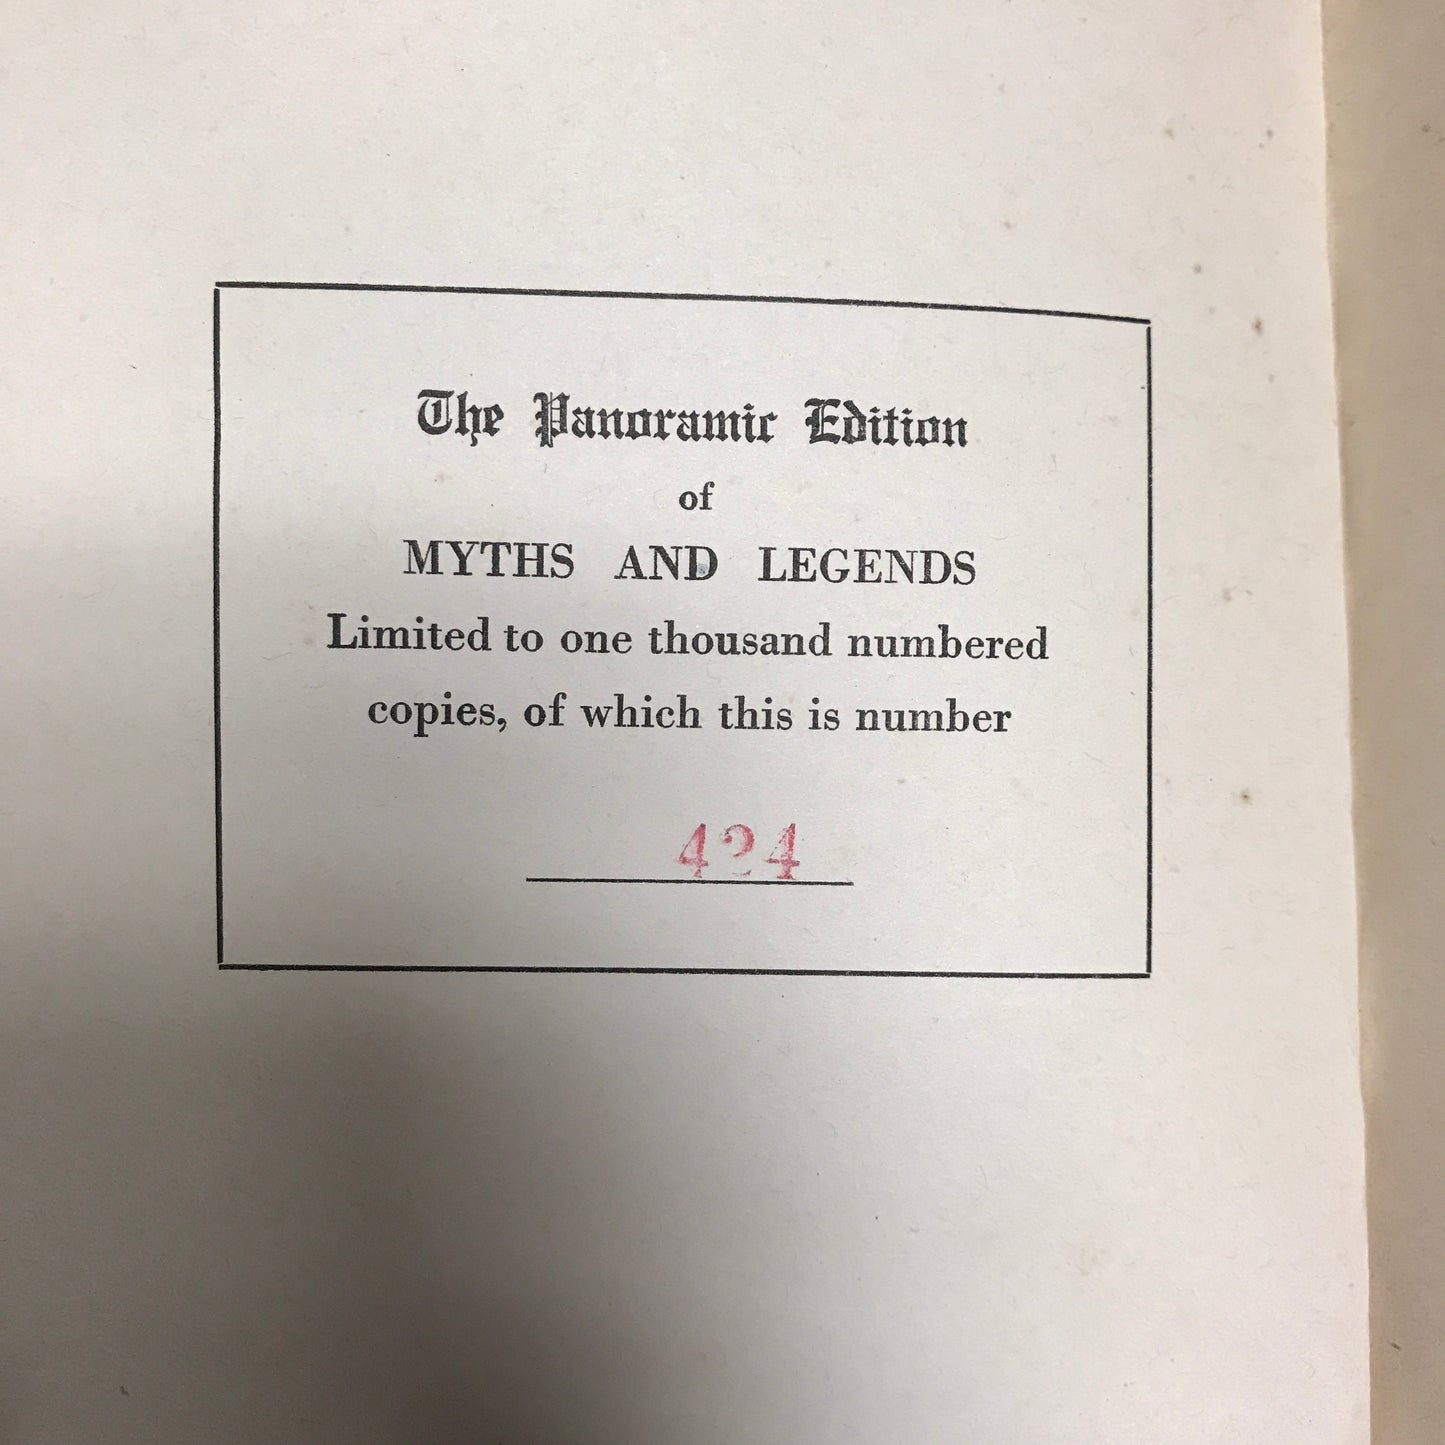 The Panoramic Edition
of
MYTHS AND LEGENDS
Limited to one thousand numbered
copies, of which this is number
424